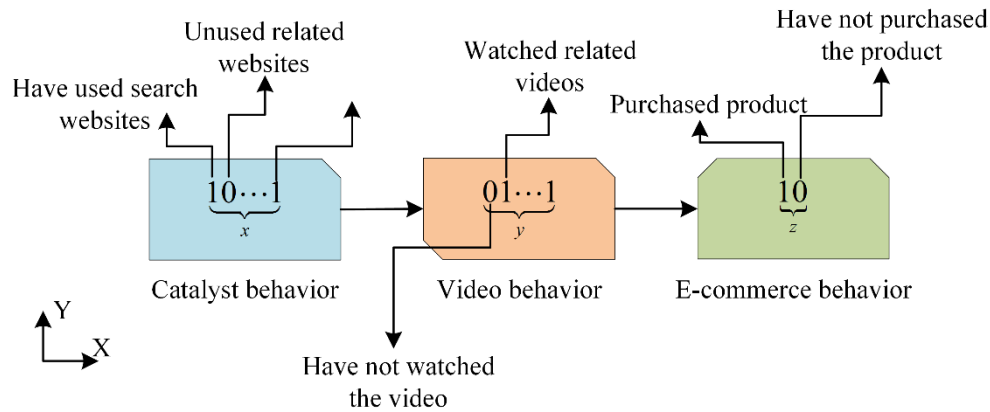 Have not purchased
the product
Unused related
websites
Watched related
videos
Have used search
websites
Purchased product
10···1
x
01···1
y
10
z
Catalyst behavior
Video behavior
E-commerce behavior
Y
X
Have not watched
the video